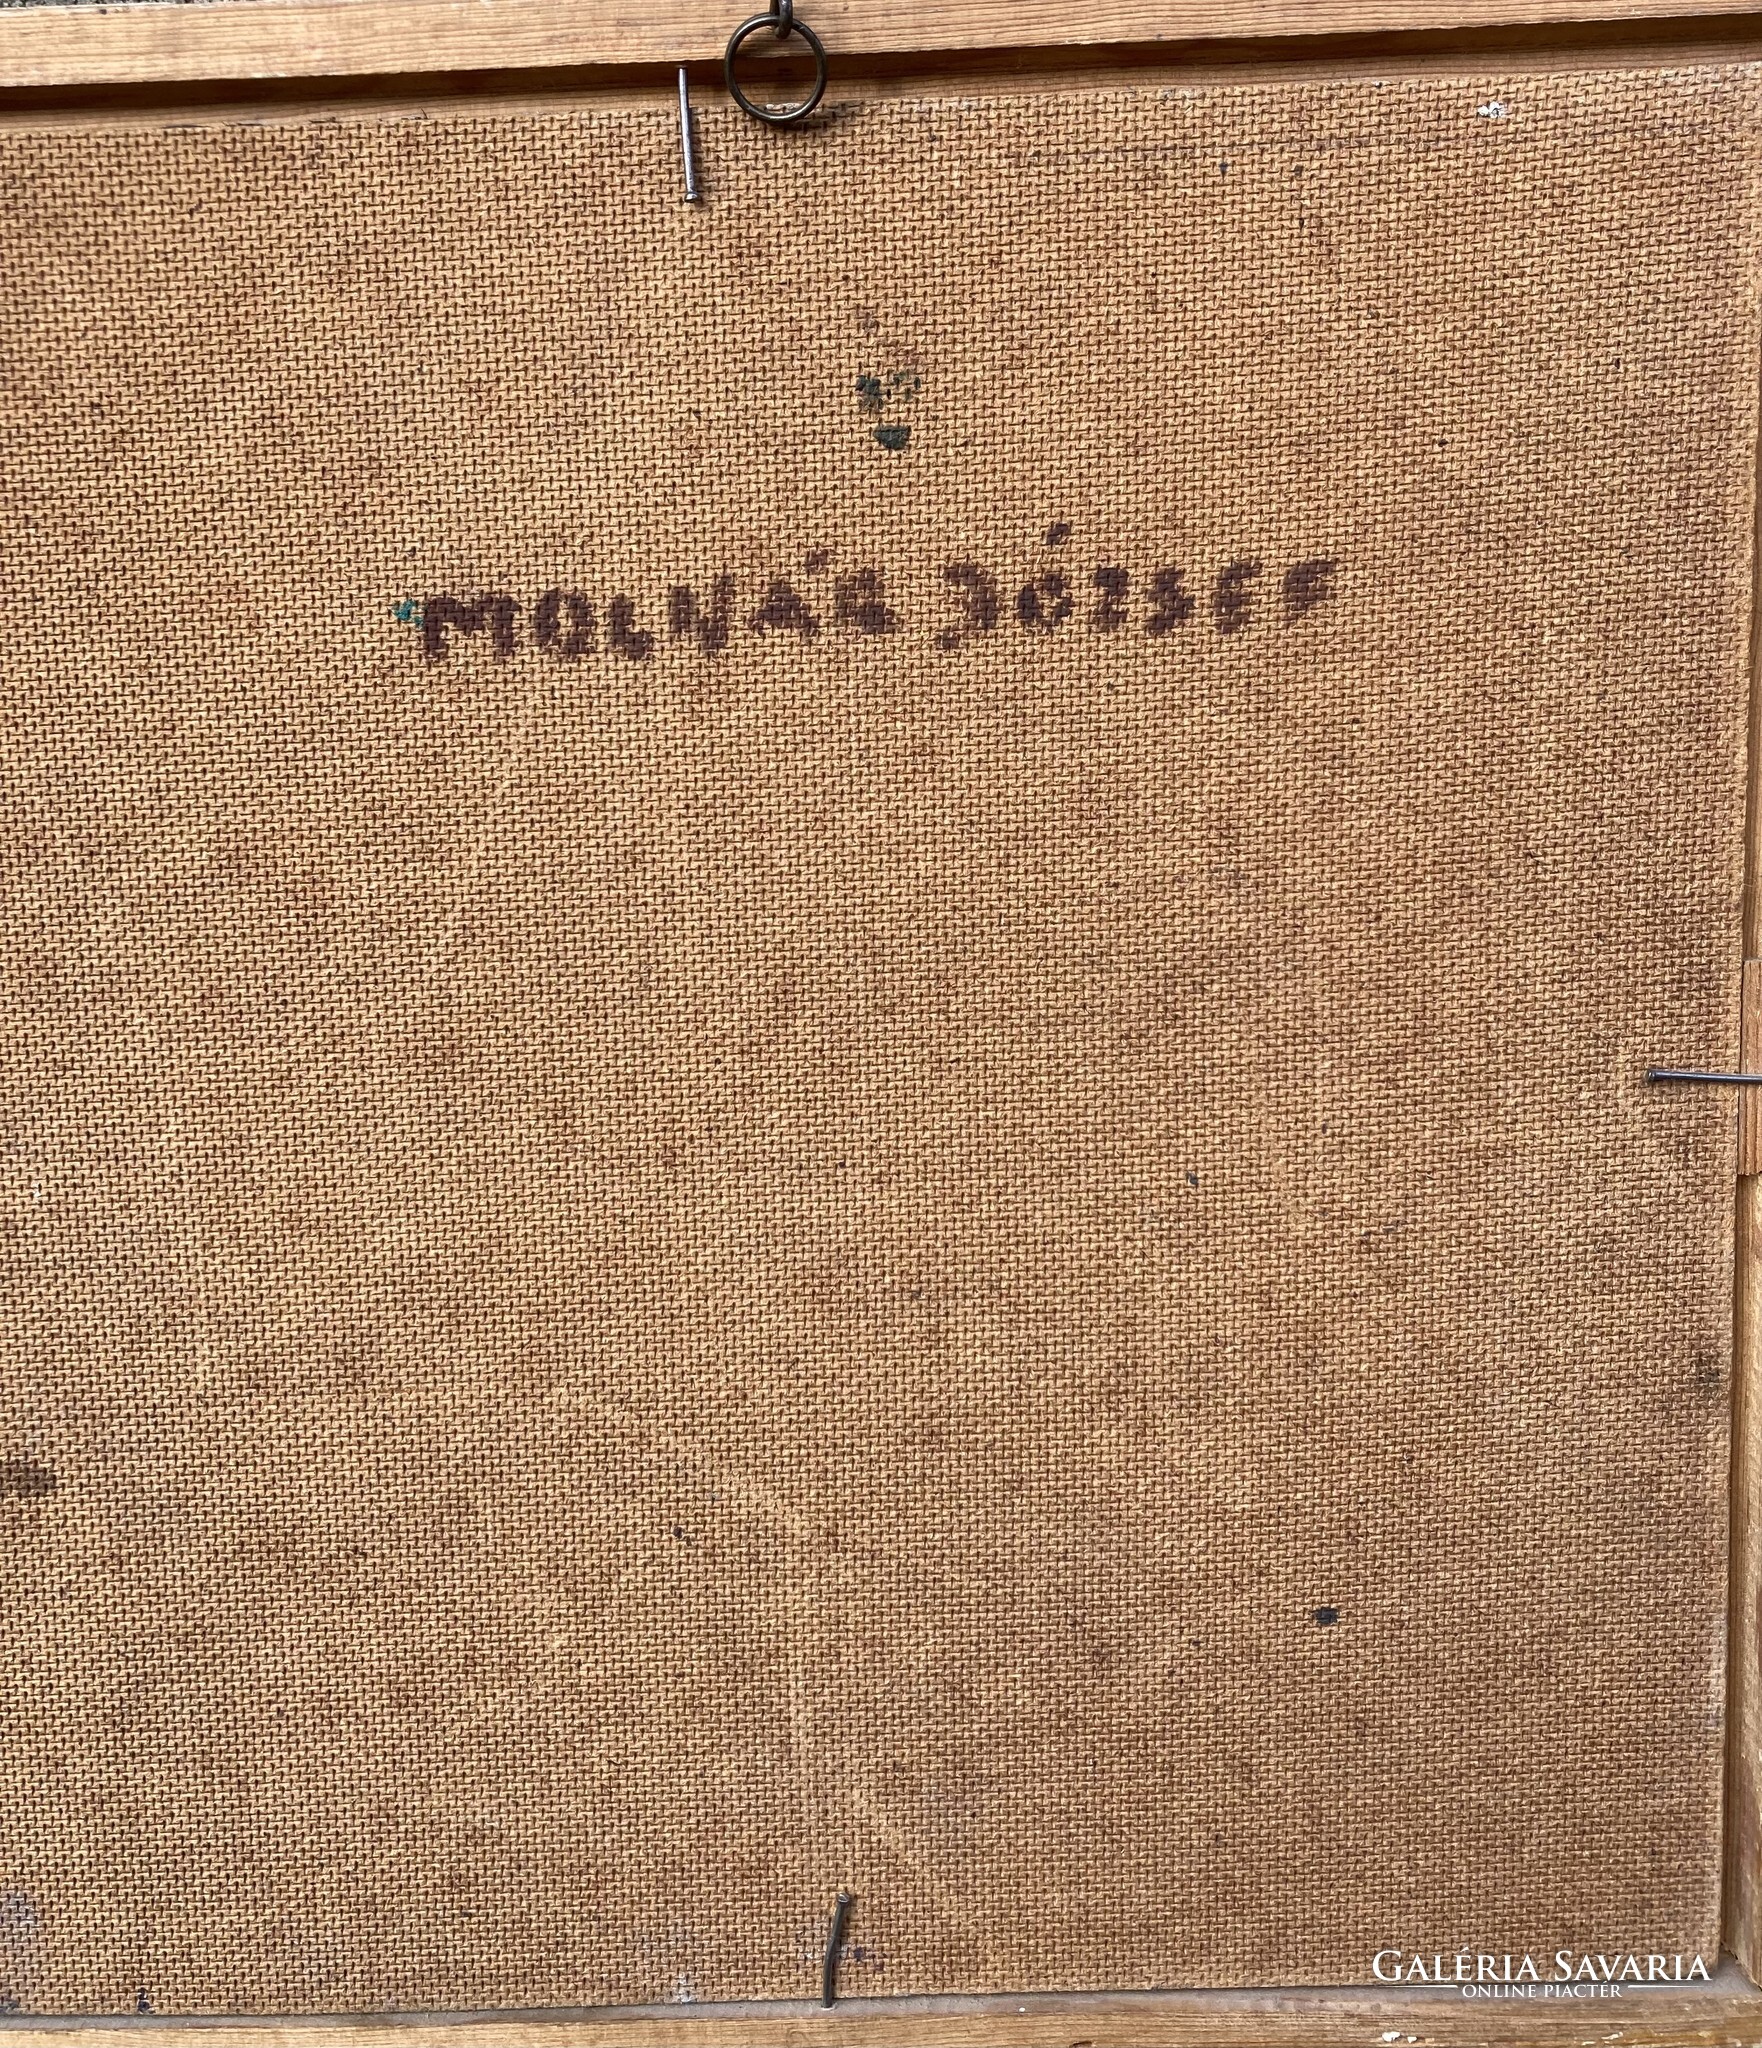 MOLNÁR JÓZSEF
GALÉRIA SAVARIA
ONLINE PIACTÉR